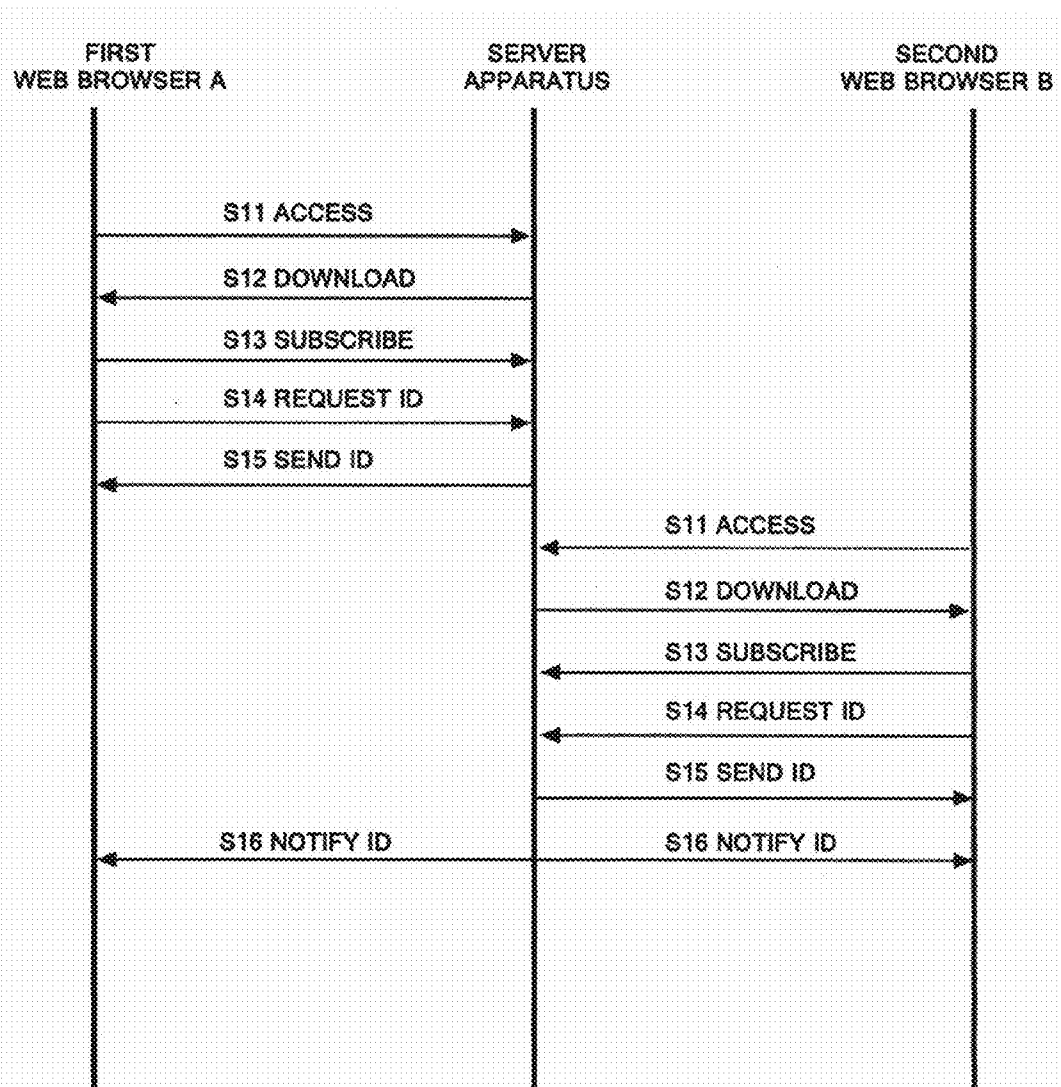 FIRST
WEB BROWSER A
SERVER
APPARATUS
SECOND
WEB BROWSER B
S11 ACCESS
S12 DOWNLOAD
S13 SUBSCRIBE
S14 REQUEST ID
S15 SEND ID
S11 ACCESS
S12 DOWNLOAD
S13 SUBSCRIBE
S14 REQUEST ID
S15 SEND ID
S16 NOTIFY ID
S16 NOTIFY ID